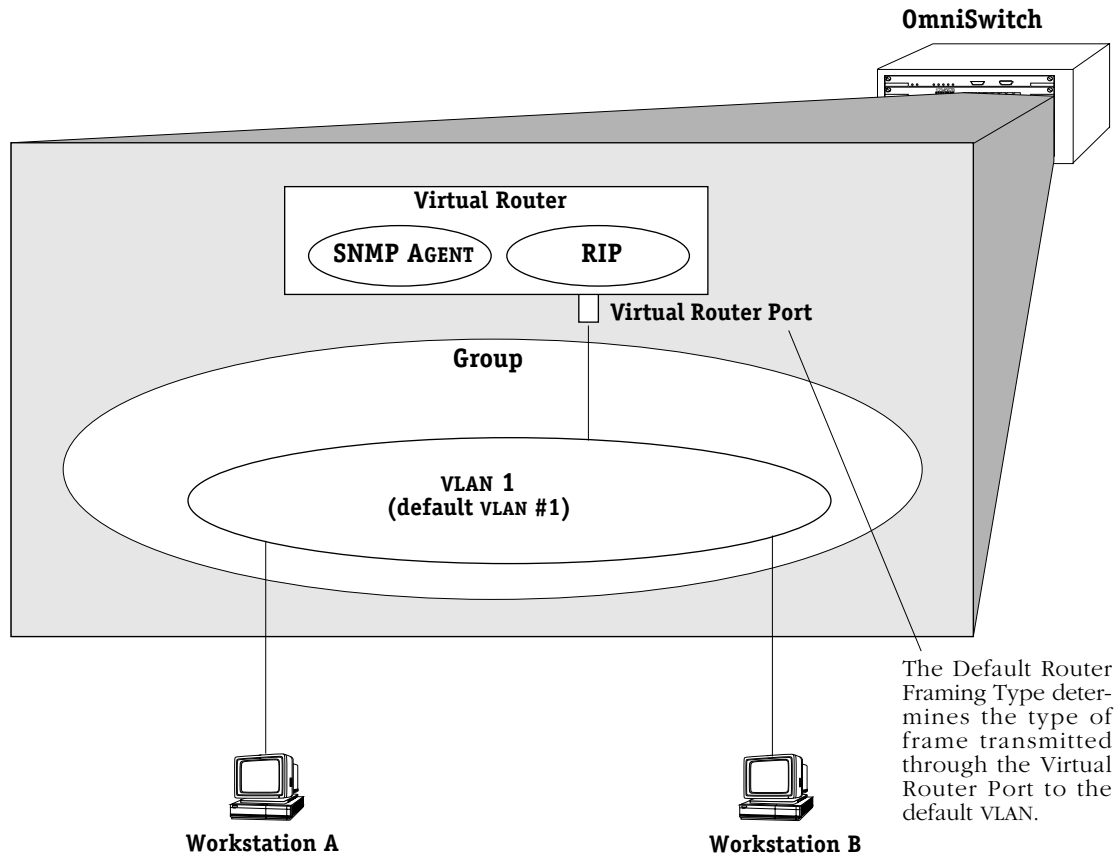 OmniSwitch
Virtual Router
SNMP AGENT
RIP
Virtual Router Port
Group
VLAN 1
(default VLAN #1)
The Default Router
Framing Type deter-
mines the type of
frame transmitted
through the Virtual
Router Port to the
default VLAN.
Workstation A
Workstation B